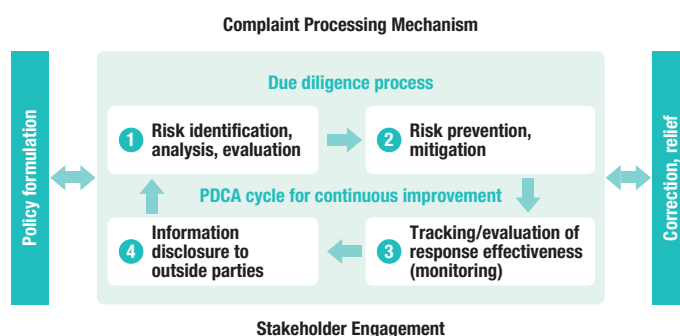 Complaint Processing Mechanism
Policy formulation
Due diligence process
1 Risk identification,
analysis, evaluation
2 Risk prevention,
mitigation
PDCA cycle for continuous improvement
4 Information
disclosure to
outside parties
3 Tracking/evaluation of
response effectiveness
(monitoring)
Correction, relief
Stakeholder Engagement